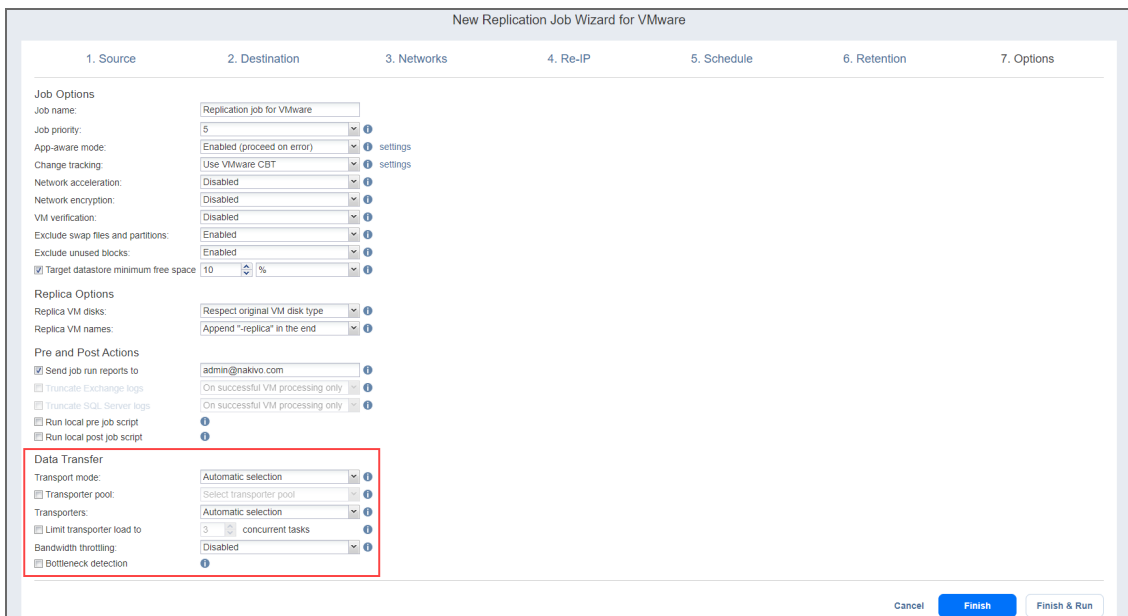 New Replication Job Wizard for VMware
1. Source 2. Destination 3. Networks 4. Re-IP 5. Schedule 6. Retention 7. Options
Job Options
Job name: Replication job for VMware
Job priority: 5
App-aware mode: Enabled (proceed on error) settings
Change tracking: Use VMware CBT settings
Network acceleration: Disabled
Network encryption: Disabled
VM verification: Disabled
Exclude swap files and partitions: Enabled
Exclude unused blocks: Enabled
Target datastore minimum free space 10 %
Replica Options
Replica VM disks: Respect original VM disk type
Replica VM names: Append "-replica" in the end
Pre and Post Actions
Send job run reports to admin@nakivo.com
Truncate Exchange logs On successful VM processing only
Truncate SQL Server logs On successful VM processing only
Run local pre job script
Run local post job script
Data Transfer
Transport mode: Automatic selection
Transporter pool: Select transporter pool
Transporters: Automatic selection
Limit transporter load to 3 concurrent tasks
Bandwidth throttling: Disabled
Bottleneck detection
Cancel Finish Finish & Run